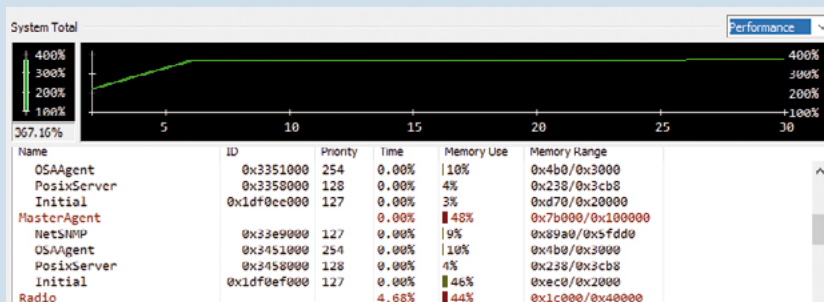 System Total
Performance
400% 400%
300% 300%
200% 200%
100% 100%
367.16%
5 10 15 20 25 30
Name ID Priority Time Memory Use Memory Range
OSAAgent 0x3351000 254 0.00% 10% 0x4b0/0x3000
PosixServer 0x3358000 128 0.00% 4% 0x238/0x3cb8
Initial 0x1df0ee000 127 0.00% 3% 0xd70/0x20000
MasterAgent 0.00% 48% 0x7b000/0x100000
NetSNMP 0x33e9000 127 0.00% 9% 0x89a0/0x5fdd0
OSAAgent 0x3451000 254 0.00% 10% 0x4b0/0x3000
PosixServer 0x3458000 128 0.00% 4% 0x238/0x3cb8
Initial 0x1df0ef000 127 0.00% 46% 0xec0/0x2000
Radio 4.68% 44% 0x1c000/0x40000